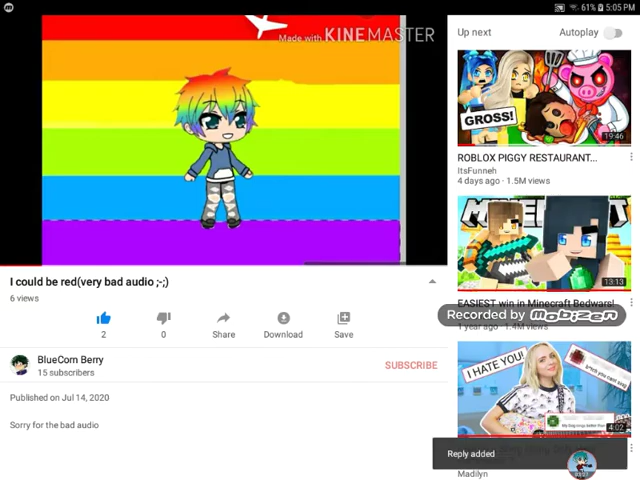 61% 5:05 PM
Made with KINEMASTER
Up next Autoplay
GROSS!
19:46
ROBLOX PIGGY RESTAURANT...
ItsFunneh
4 days ago · 1.5M views
13:13
I could be red(very bad audio ;-;)
6 views
EASIEST win in Minecraft Bedwars!
Recorded by MOBIZEN
1 year ago · 1.4M views
2
0
Share
Download
Save
I HATE YOU!
4:02
BlueCorn Berry
15 subscribers
SUBSCRIBE
Published on Jul 14, 2020
Sorry for the bad audio
Reply added
Madilyn